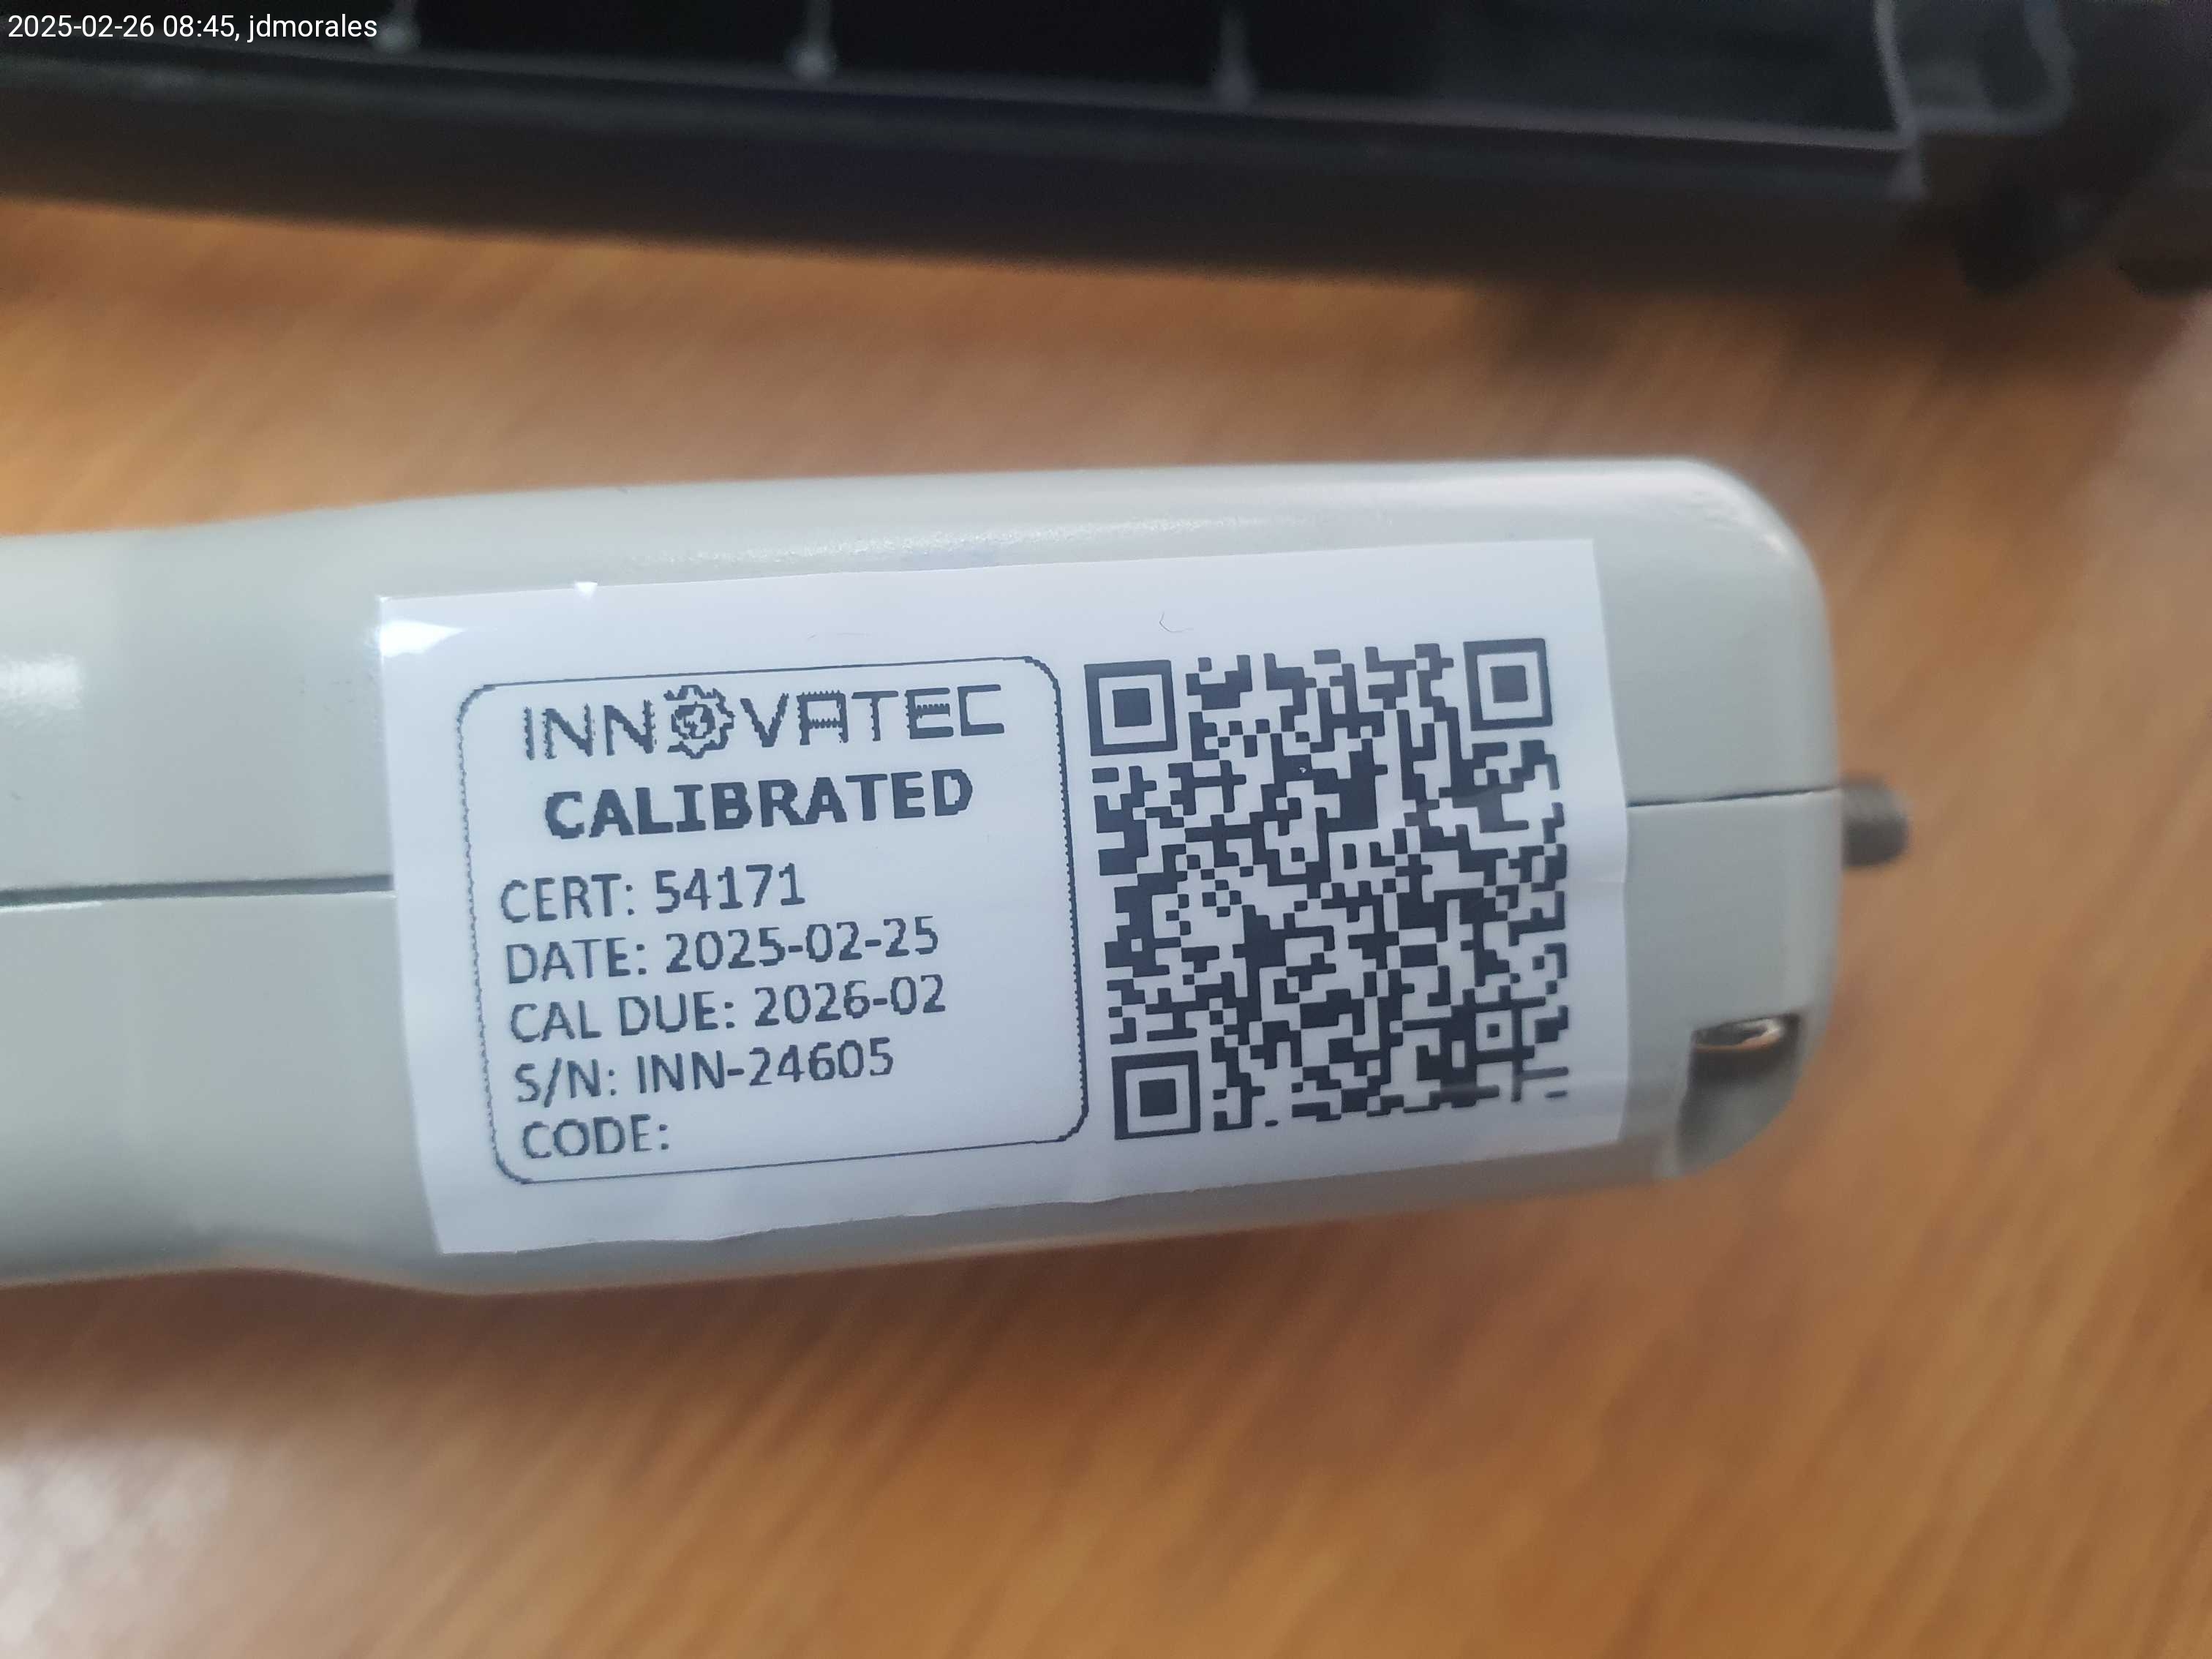 2025-02-26 08:45, jdmorales
INNOVATEC
CALIBRATED
CERT: 54171
DATE: 2025-02-25
CAL DUE: 2026-02
S/N: INN-24605
CODE: